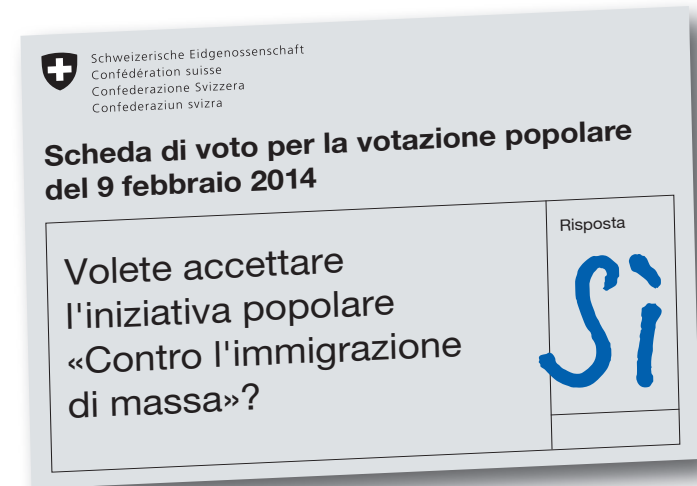 Schweizerische Eidgenossenschaft
Confédération suisse
Confederazione Svizzera
Confederaziun svizra
Scheda di voto per la votazione popolare
del 9 febbraio 2014
Volete accettare
l'iniziativa popolare
«Contro l'immigrazione
di massa»?
Risposta
Sì